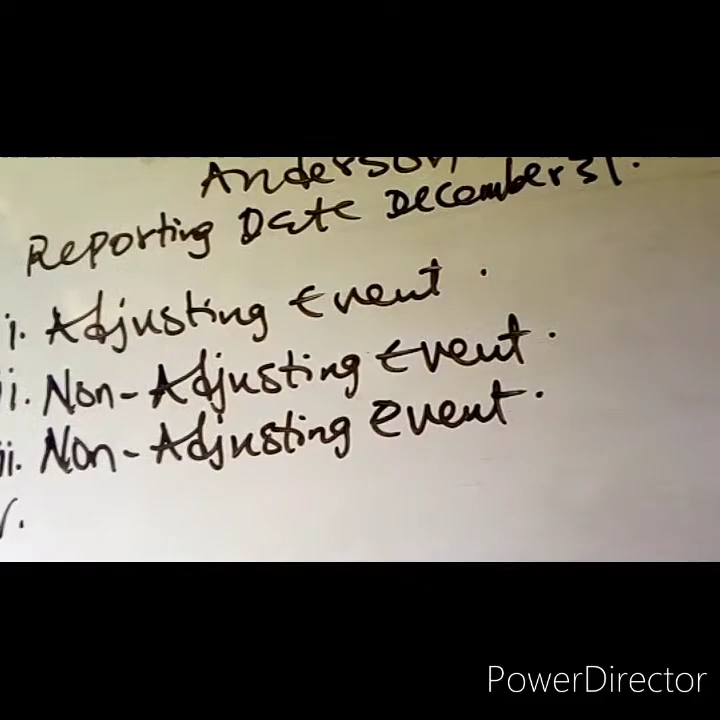 Anderson
Reporting Date December 31.
i. Adjusting Event.
ii. Non-Adjusting Event.
iii. Non-Adjusting event.
PowerDirector